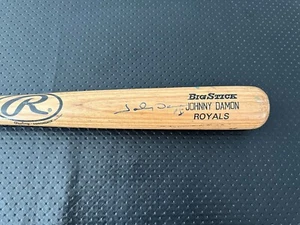 R
BIG STICK
JOHNNY DAMON
ROYALS